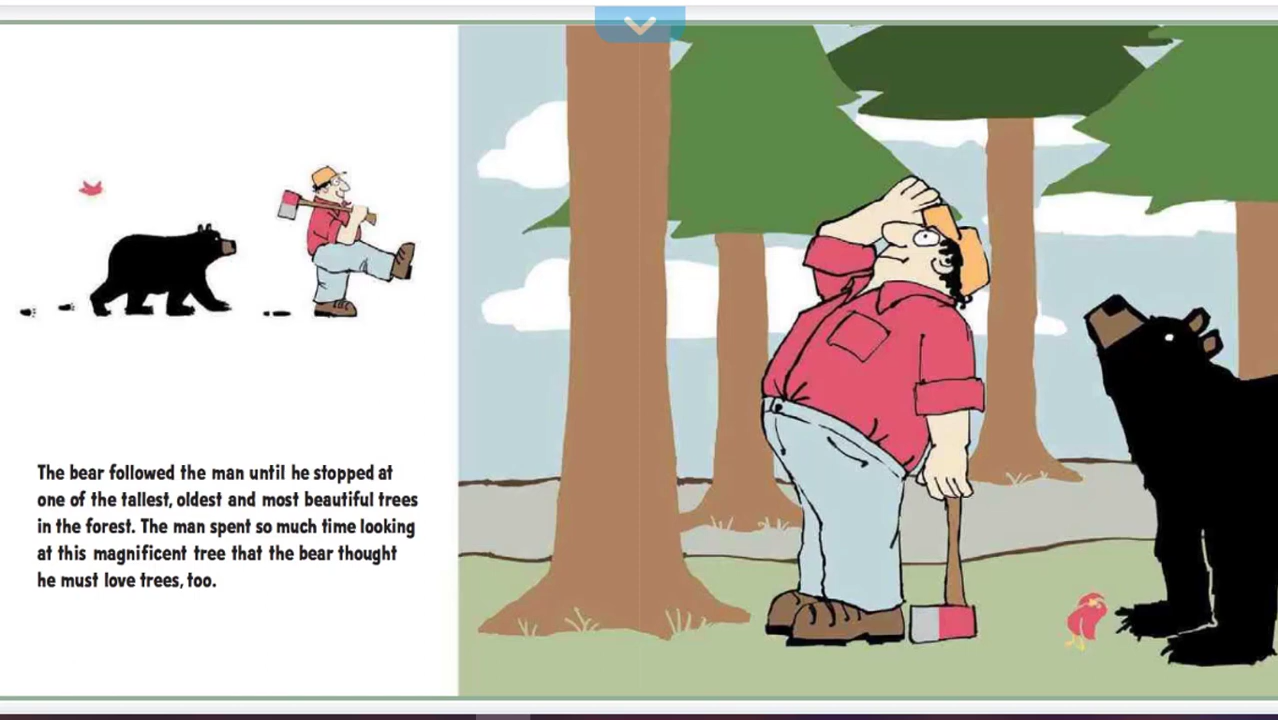 The bear followed the man until he stopped at
one of the tallest, oldest and most beautiful trees
in the forest. The man spent so much time looking
at this magnificent tree that the bear thought
he must love trees, too.